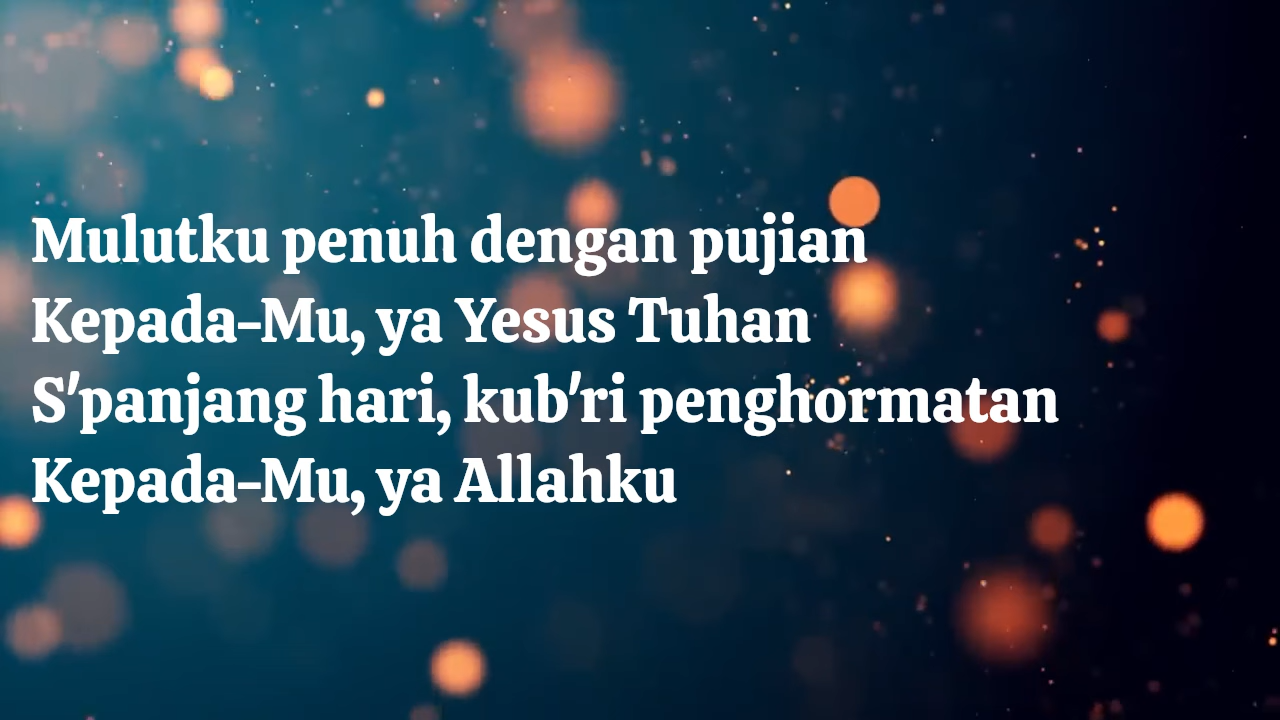 Mulutku penuh dengan pujian
Kepada-Mu, ya Yesus Tuhan
S'panjang hari, kub'ri penghormatan
Kepada-Mu, ya Allahku